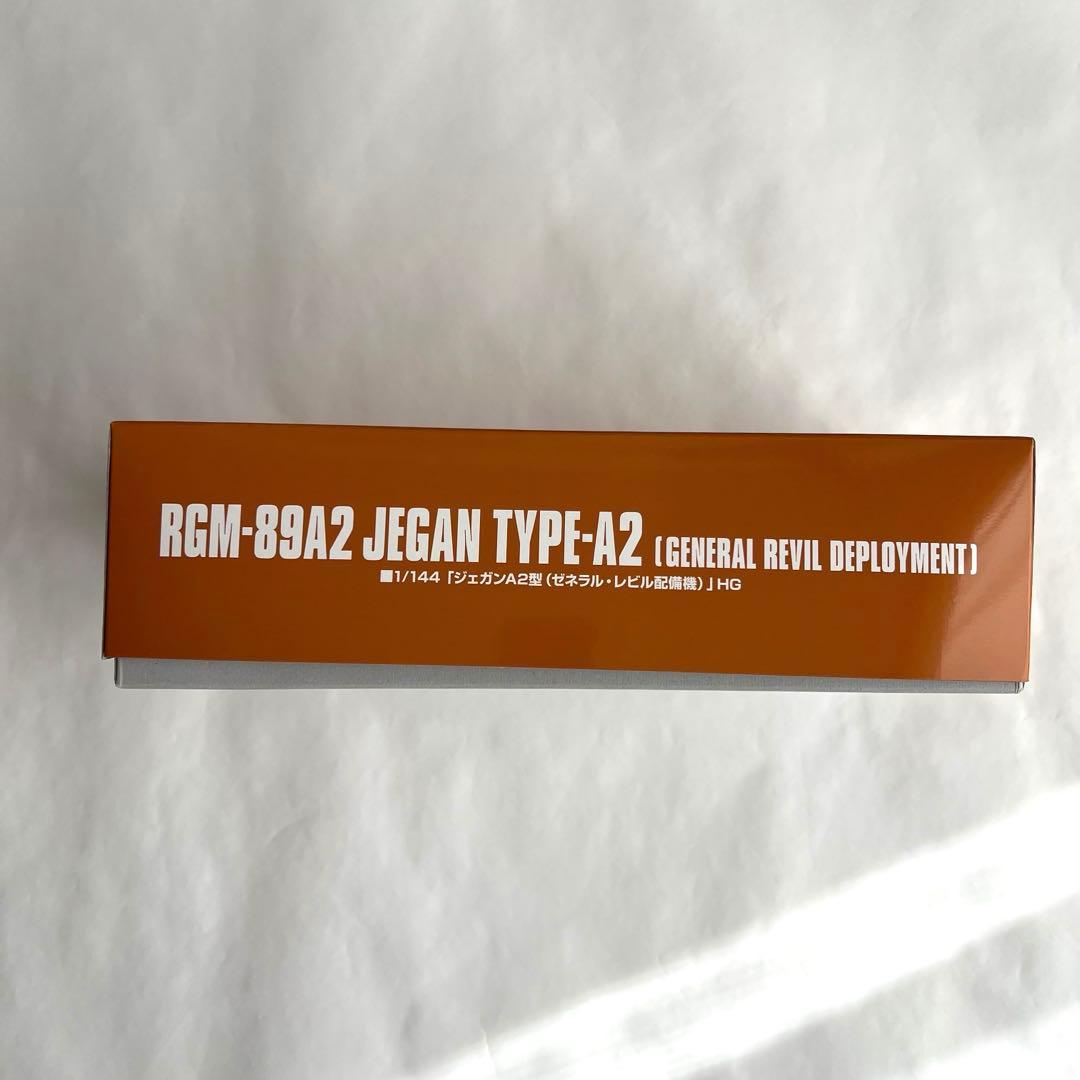 RGM-89A2 JEGAN TYPE-A2 (GENERAL REVIL DEPLOYMENT)
■1/144「ジェガンA2型(ゼネラル・レビル配備機)」HG